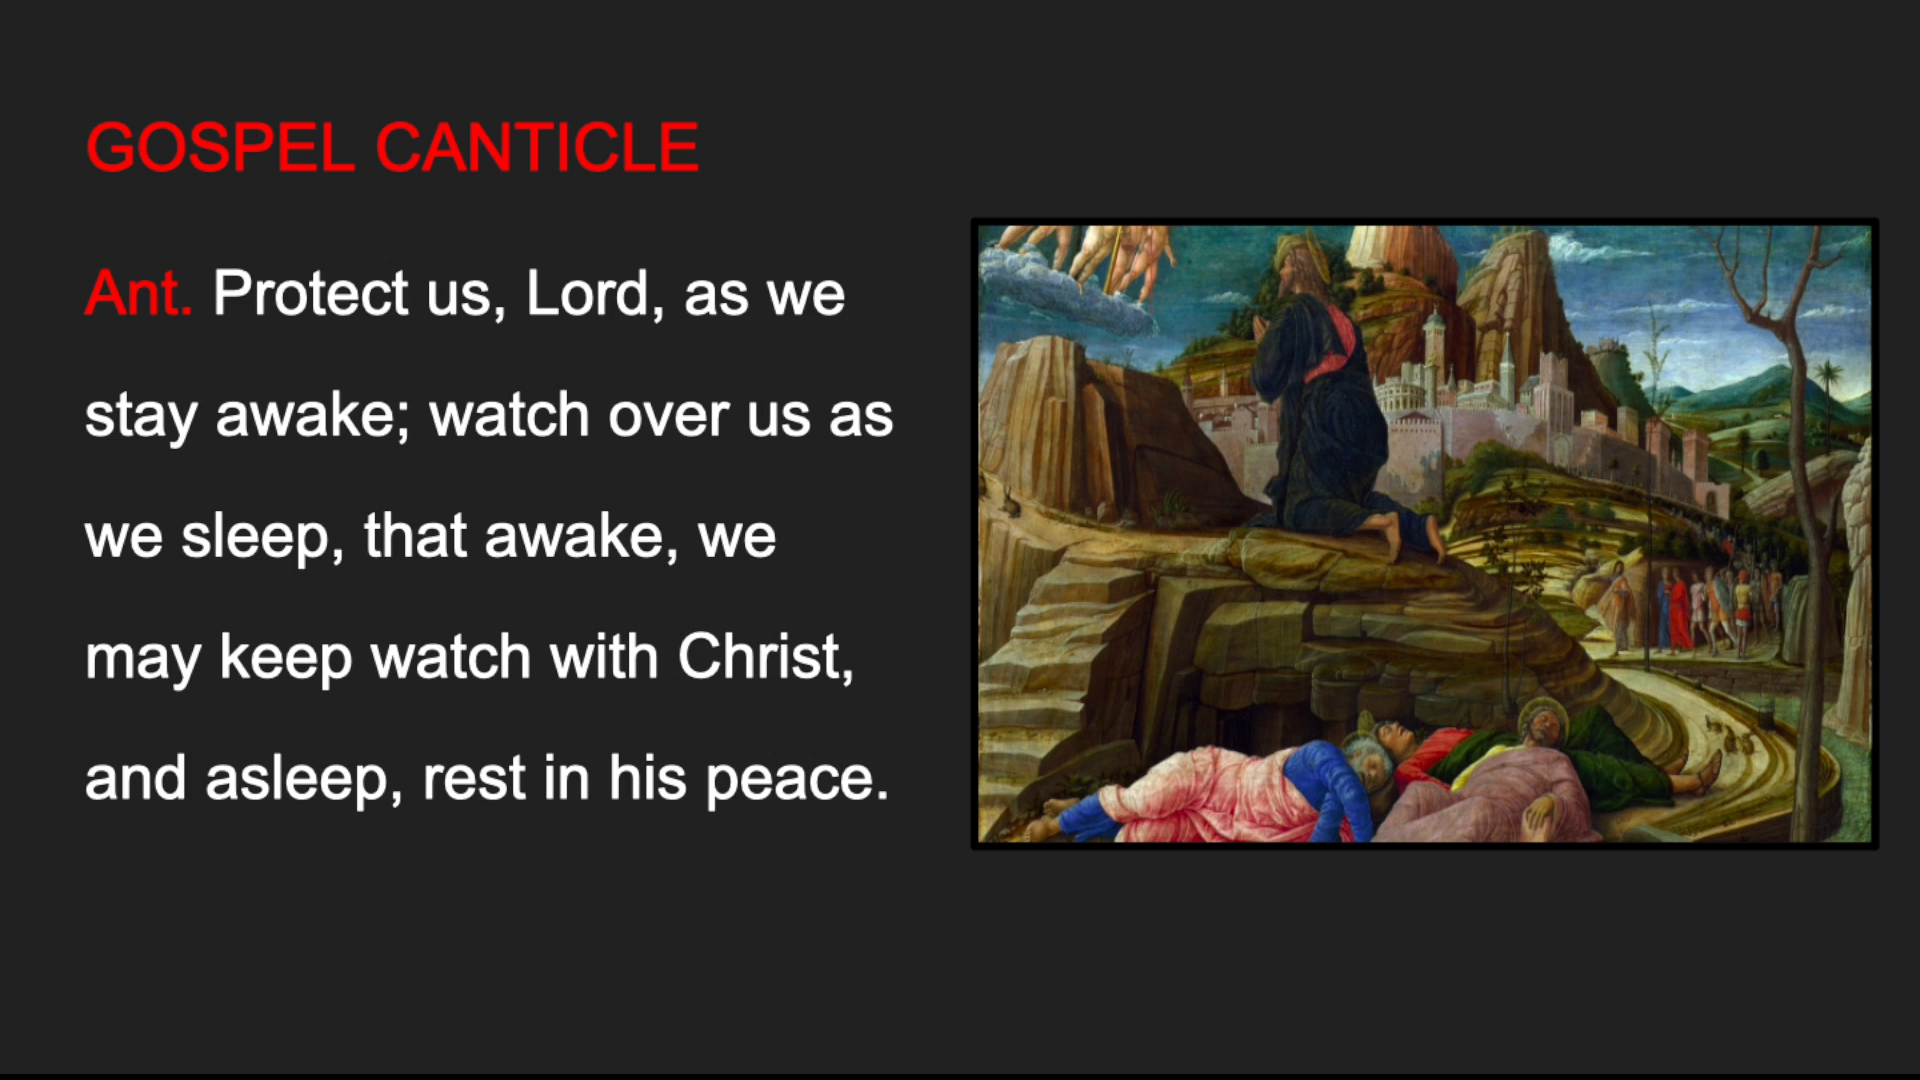 GOSPEL CANTICLE
Ant. Protect us, Lord, as we
stay awake; watch over us as
we sleep, that awake, we
may keep watch with Christ,
and asleep, rest in his peace.